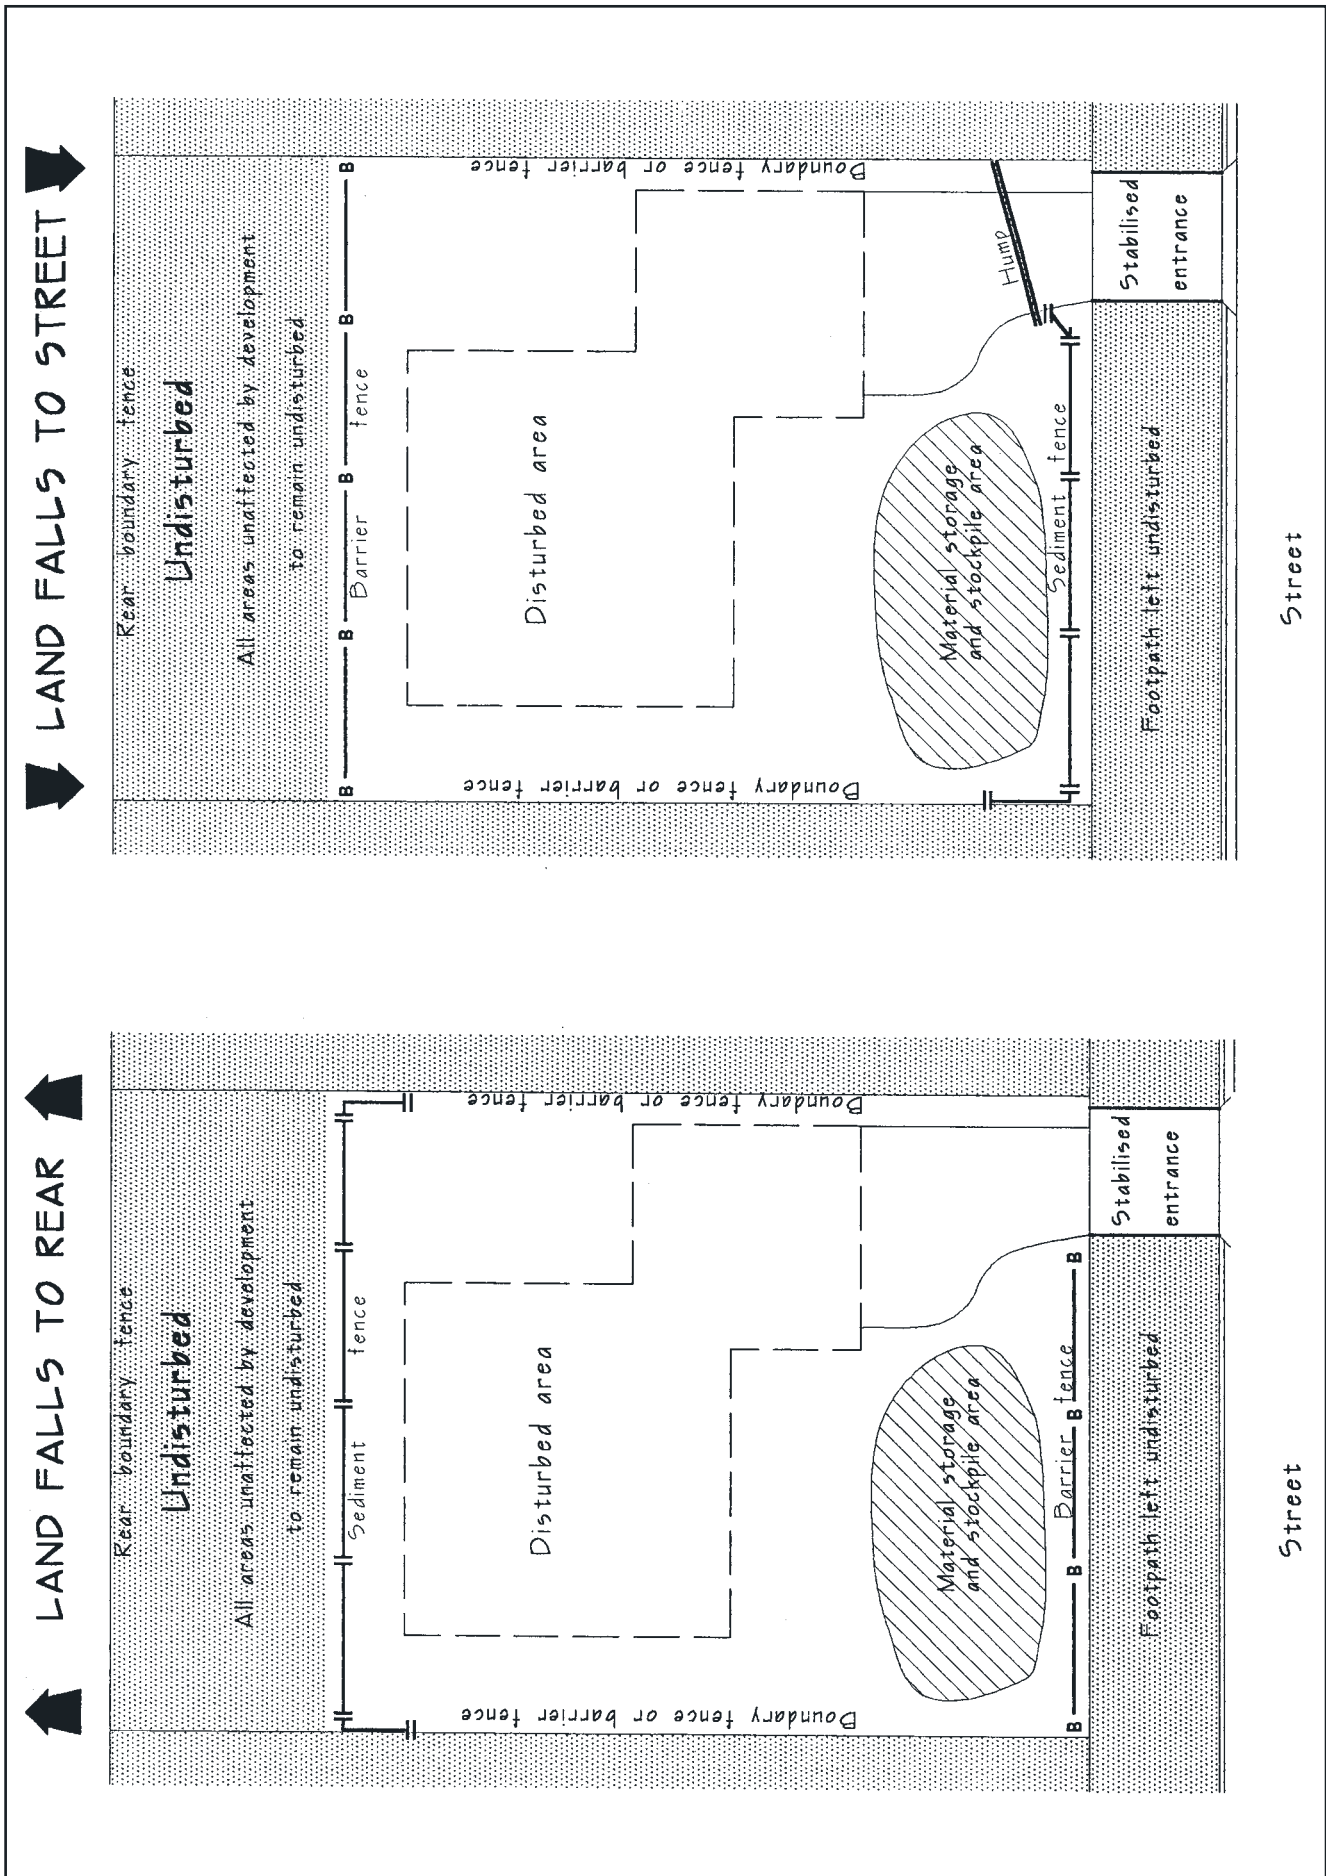 LAND FALLS TO REAR
Rear boundary fence
Undisturbed
All areas unaffected by development
to remain undisturbed
Sediment fence
Boundary fence or barrier fence
Disturbed area
Boundary fence or barrier fence
Material storage
and stockpile area
Barrier fence
B B B B
Stabilised
entrance
Footpath left undisturbed
Street
LAND FALLS TO STREET
Rear boundary fence
Undisturbed
All areas unaffected by development
to remain undisturbed
B B B B B
Barrier fence
Boundary fence or barrier fence
Disturbed area
Boundary fence or barrier fence
Material storage
and stockpile area
Hump
Sediment fence
Stabilised
entrance
Footpath left undisturbed
Street